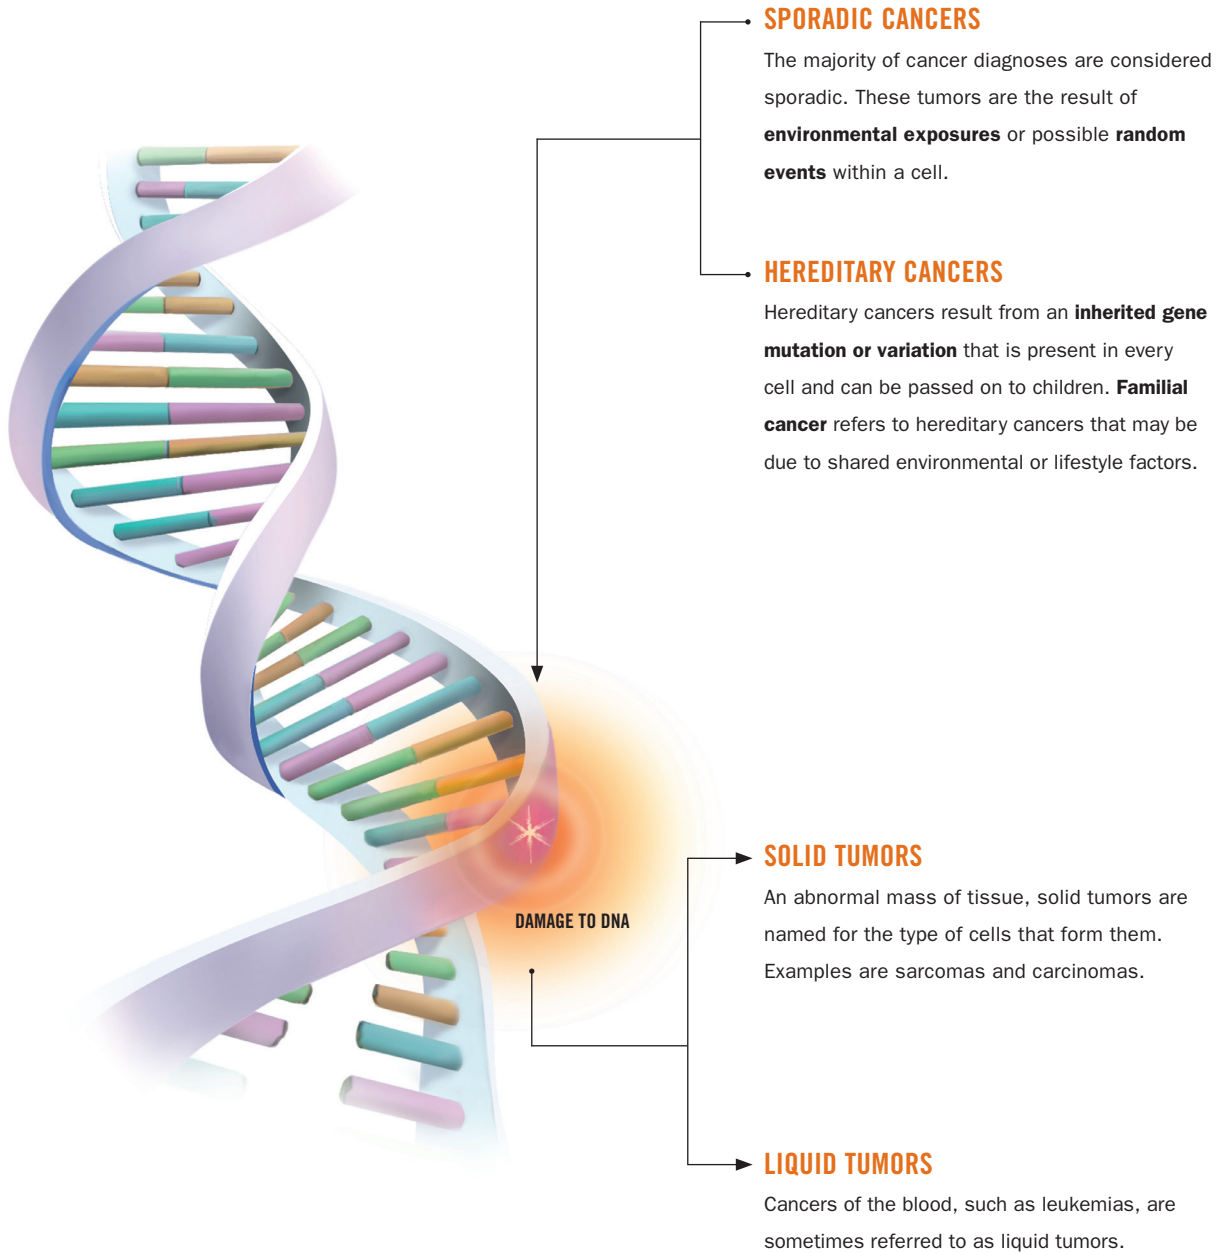 SPORADIC CANCERS
The majority of cancer diagnoses are considered
sporadic. These tumors are the result of
environmental exposures or possible random
events within a cell.
HEREDITARY CANCERS
Hereditary cancers result from an inherited gene
mutation or variation that is present in every
cell and can be passed on to children. Familial
cancer refers to hereditary cancers that may be
due to shared environmental or lifestyle factors.
DAMAGE TO DNA
SOLID TUMORS
An abnormal mass of tissue, solid tumors are
named for the type of cells that form them.
Examples are sarcomas and carcinomas.
LIQUID TUMORS
Cancers of the blood, such as leukemias, are
sometimes referred to as liquid tumors.